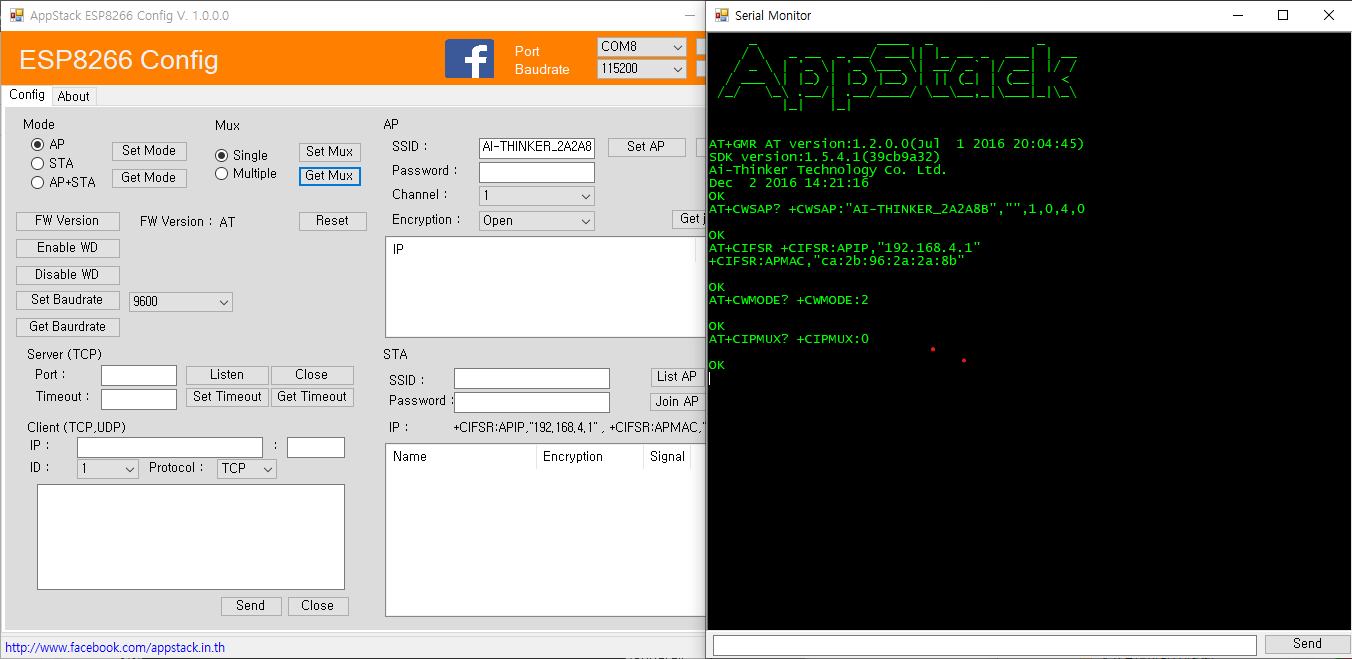 AppStack ESP8266 Config V. 1.0.0.0
ESP8266 Config
f
Port
COM8
Baudrate
115200
Config
About
Mode
AP
STA
AP+STA
Set Mode
Get Mode
Mux
Single
Multiple
Set Mux
Get Mux
FW Version
FW Version : AT
Reset
Enable WD
Disable WD
Set Baudrate
9600
Get Baurdrate
Server (TCP)
Port :
Listen
Close
Timeout :
Set Timeout
Get Timeout
Client (TCP,UDP)
IP :
:
ID :
1
Protocol :
TCP
Send
Close
AP
SSID :
AI-THINKER_2A2A8
Set AP
Password :
Channel :
1
Encryption :
Open
Get j
IP
STA
SSID :
List AP
Password :
Join AP
IP :
+CIFSR:APIP,"192.168.4.1" , +CIFSR:APMAC,"
Name
Encryption
Signal
http://www.facebook.com/appstack.in.th
Serial Monitor
AppStack
AT+GMR AT version:1.2.0.0(Jul  1 2016 20:04:45)
SDK version:1.5.4.1(39cb9a32)
Ai-Thinker Technology Co. Ltd.
Dec  2 2016 14:21:16
OK
AT+CWSAP? +CWSAP:"AI-THINKER_2A2A8B","",1,0,4,0
OK
AT+CIFSR +CIFSR:APIP,"192.168.4.1"
+CIFSR:APMAC,"ca:2b:96:2a:2a:8b"
OK
AT+CWMODE? +CWMODE:2
OK
AT+CIPMUX? +CIPMUX:0
OK
Send